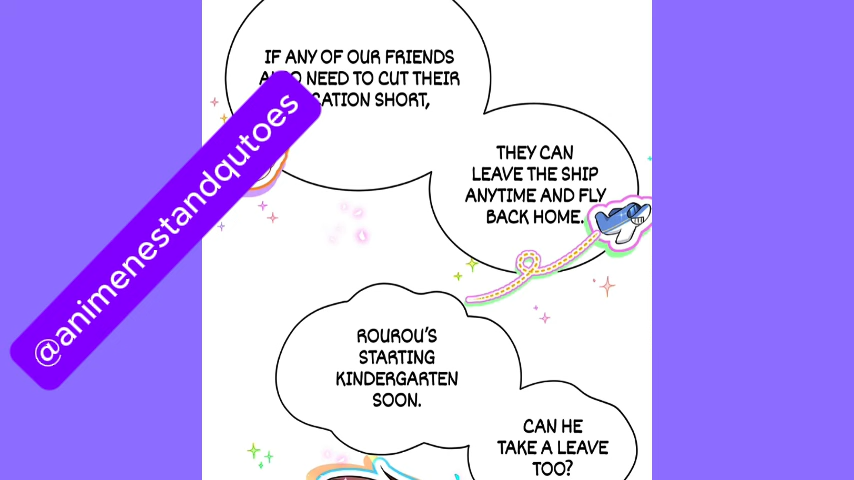 IF ANY OF OUR FRIENDS
NEED TO CUT THEIR
SHORT,
THEY CAN
LEAVE THE SHIP
ANYTIME AND FLY
BACK HOME.
@animenestandqutoes
ROUROU'S
STARTING
KINDERGARTEN
SOON.
CAN HE
TAKE A LEAVE
TOO?